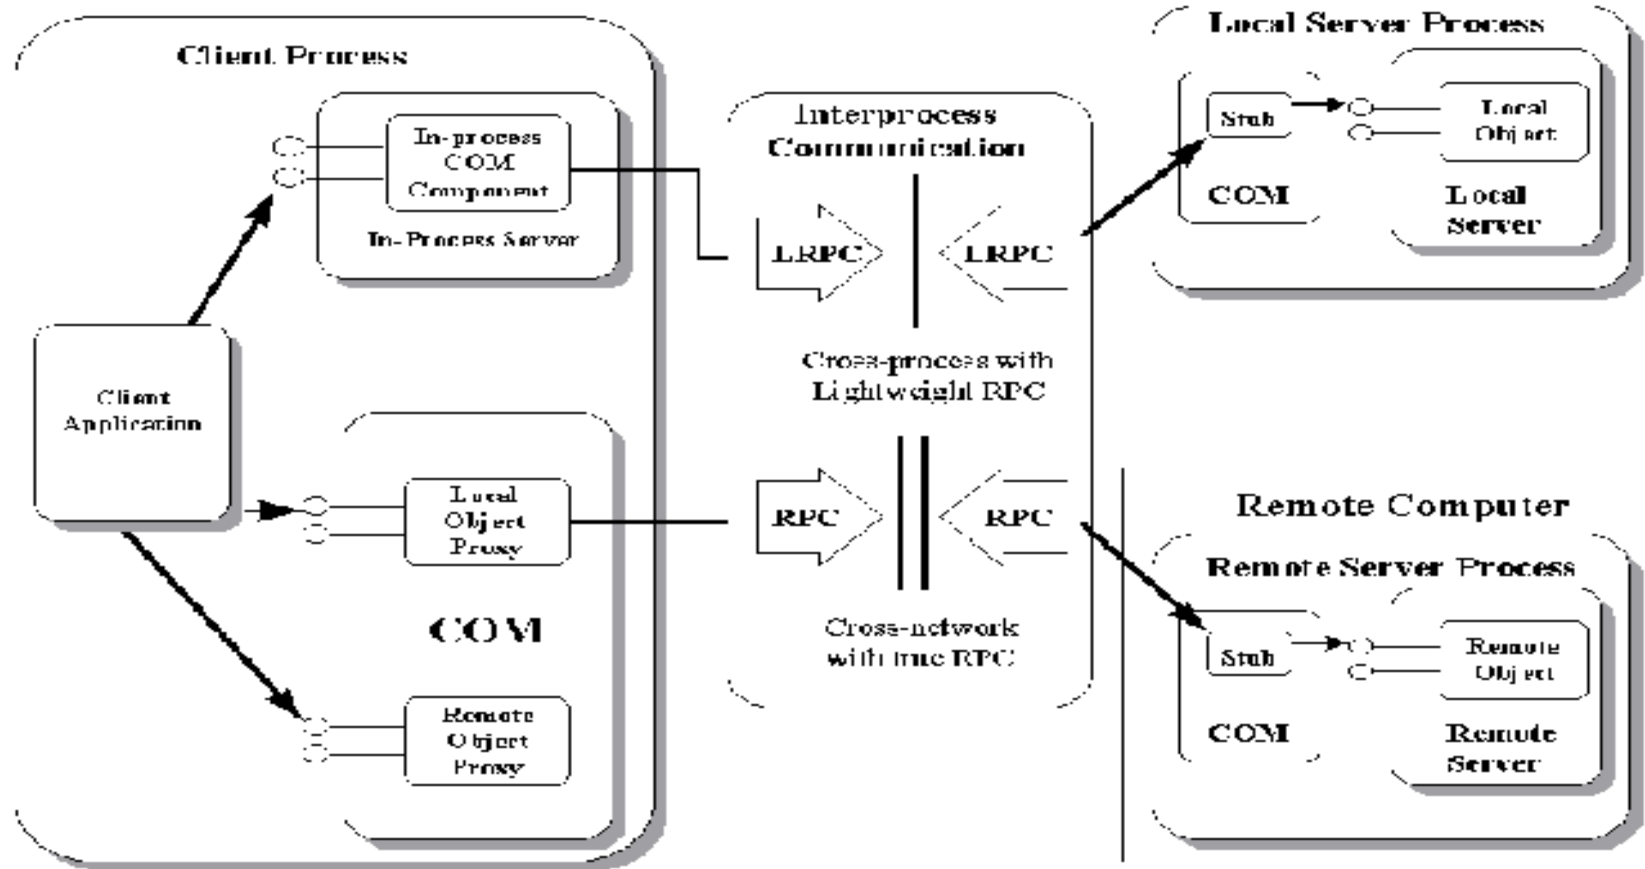 Client Process
In-process
COM
Component
In-Process Server
Client
Application
Local
Object
Proxy
COM
Remote
Object
Proxy
Interprocess
Communication
LRPC
LRPC
Cross-process with
Lightweight RPC
RPC
RPC
Cross-network
with true RPC
Local Server Process
Stub
Local
Object
COM
Local
Server
Remote Computer
Remote Server Process
Stub
Remote
Object
COM
Remote
Server